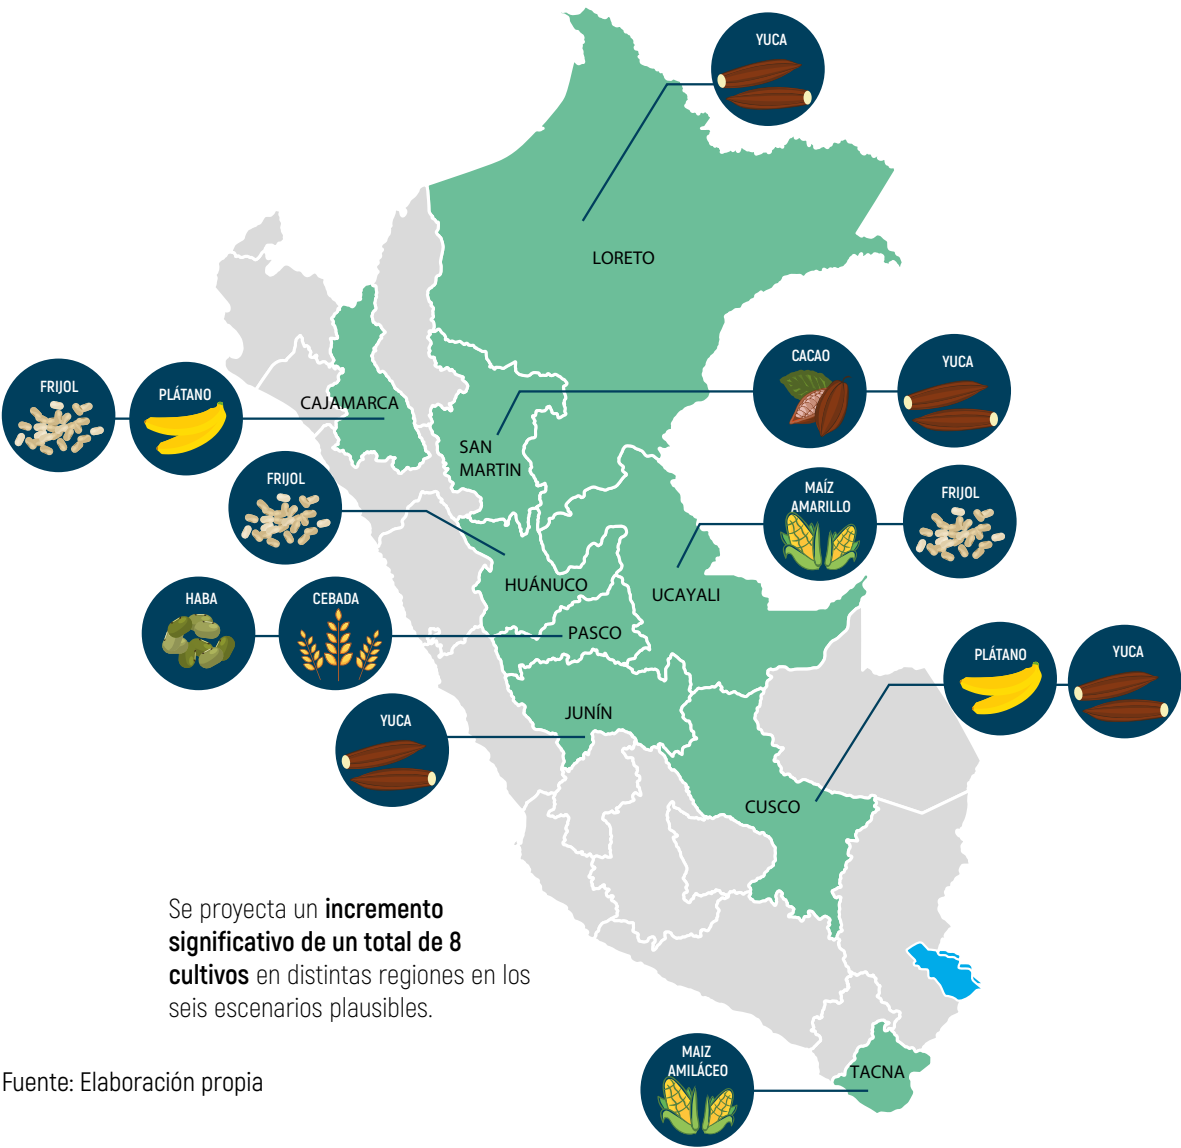 YUCA
LORETO
CACAO
YUCA
FRIJOL
PLÁTANO
CAJAMARCA
SAN
MARTIN
FRIJOL
MAÍZ
AMARILLO
FRIJOL
HUÁNUCO
UCAYALI
HABA
CEBADA
PASCO
PLÁTANO
YUCA
YUCA
JUNÍN
CUSCO
Se proyecta un incremento
significativo de un total de 8
cultivos en distintas regiones en los
seis escenarios plausibles.
MAIZ
AMILÁCEO
TACNA
Fuente: Elaboración propia